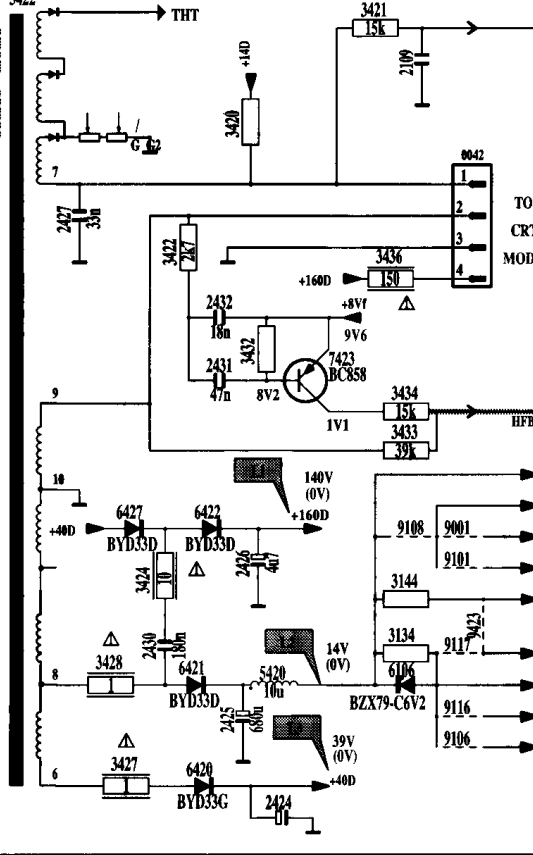 THT
3421
15k
2109
+14D
3420
G G2
7
2427
33n
0042
1
2
3
4
TO
CRT
MOD
3422
2k7
3436
150
+160D
2432
18n
+8Vf
9V6
3432
7423
BC858
2431
47n
8V2
1V1
9
3434
15k
3433
39k
HFB
10
140V
(0V)
+160D
+40D
6427
BYD33D
6422
BYD33D
3424
10
2426
4u7
9108
9001
9101
3144
9423
2430
180n
3134
9117
14V
(0V)
8
3428
1
6421
BYD33D
5420
10u
6106
BZX79-C6V2
2425
680u
9116
9106
39V
(0V)
6
3427
1
6420
BYD33G
+40D
2424